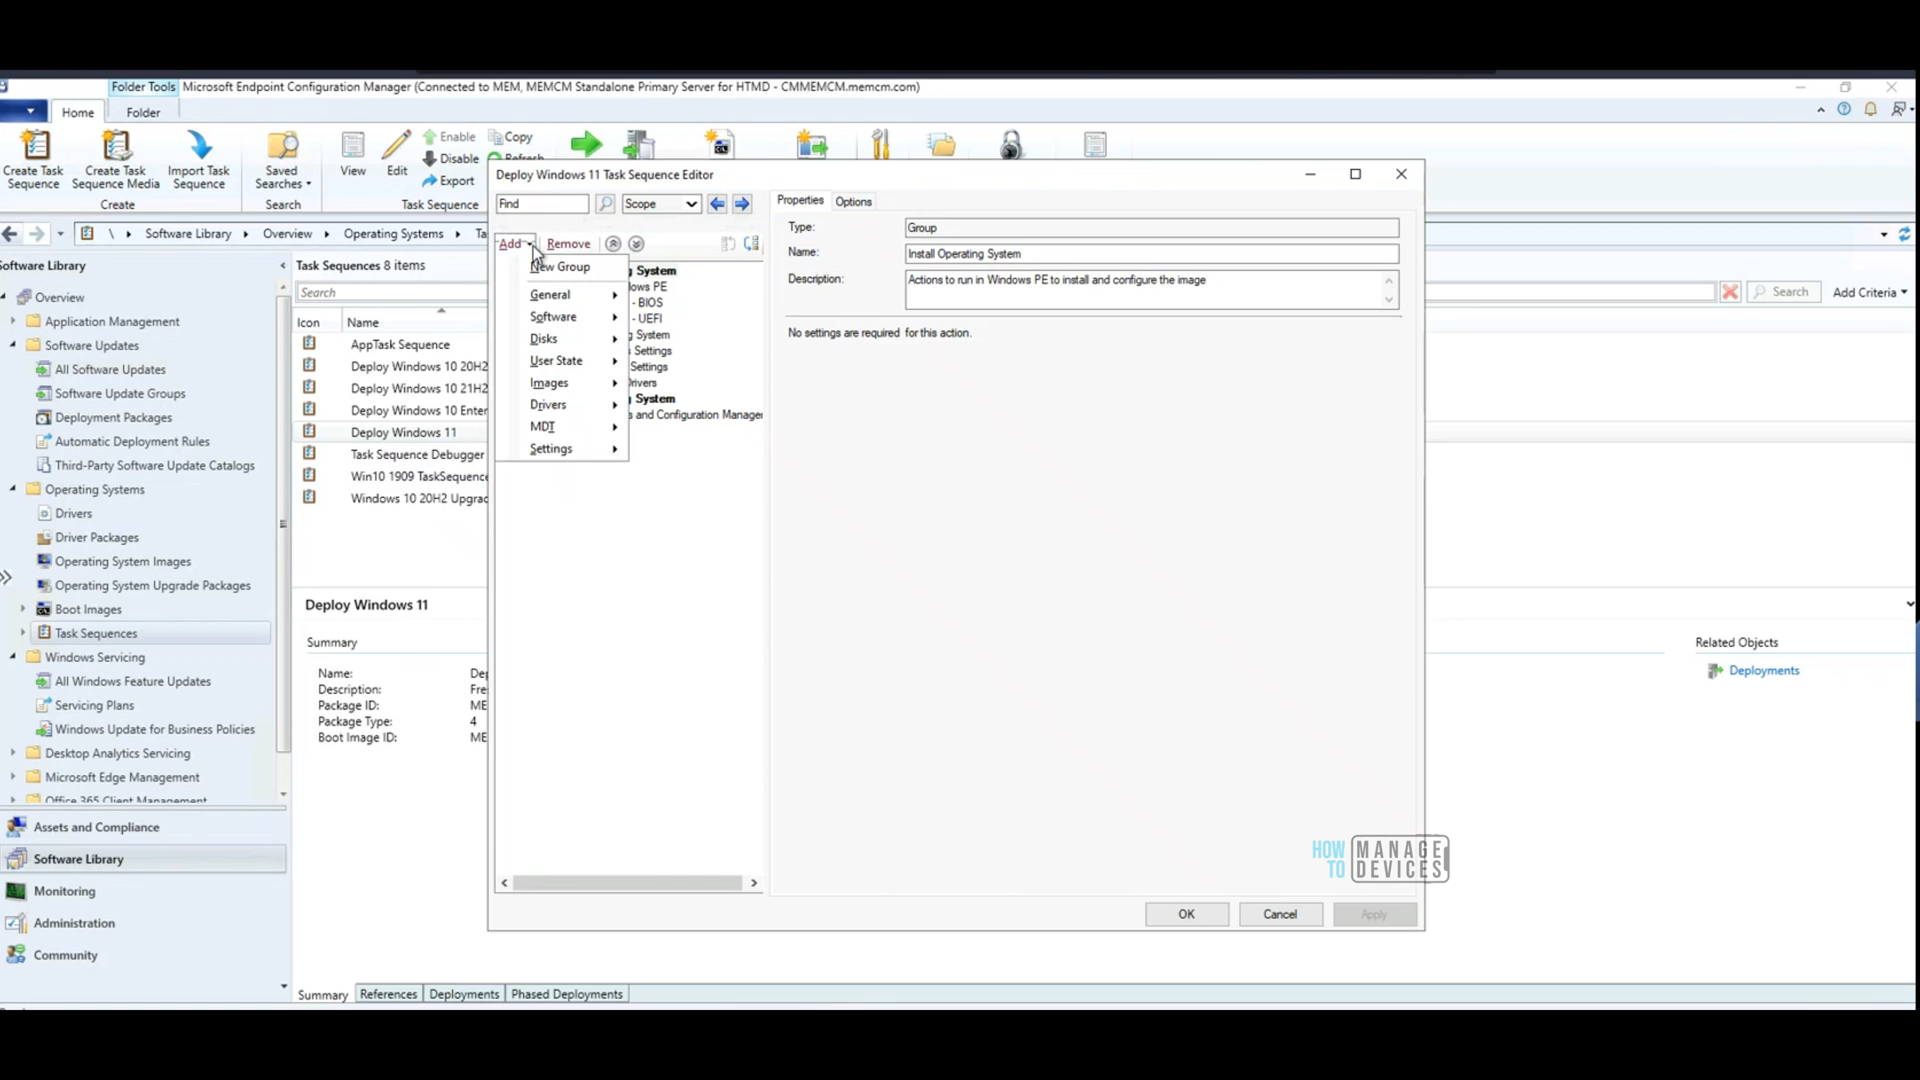 Folder Tools Microsoft Endpoint Configuration Manager (Connected to MEM, MEMCM Standalone Primary Server for HTMD - CMMEMCM.memcm.com)
Home Folder
Create Task Sequence
Create Task Sequence Media
Import Task Sequence
Saved Searches
View
Edit
Enable
Disable
Export
Copy
Refresh
Create Search Task Sequence
\ Software Library Overview Operating Systems
Deploy Windows 11 Task Sequence Editor
Find Scope
Add Remove
New Group
General
Software
Disks
User State
Images
Drivers
MDT
Settings
g System
lows PE
- BIOS
- UEFI
g System
s Settings
Settings
rivers
g System
s and Configuration Manager
Properties Options
Type: Group
Name: Install Operating System
Description: Actions to run in Windows PE to install and configure the image
No settings are required for this action.
OK Cancel Apply
Search Add Criteria
Software Library
Overview
Application Management
Software Updates
All Software Updates
Software Update Groups
Deployment Packages
Automatic Deployment Rules
Third-Party Software Update Catalogs
Operating Systems
Drivers
Driver Packages
Operating System Images
Operating System Upgrade Packages
Boot Images
Task Sequences
Windows Servicing
All Windows Feature Updates
Servicing Plans
Windows Update for Business Policies
Desktop Analytics Servicing
Microsoft Edge Management
Office 365 Client Management
Assets and Compliance
Software Library
Monitoring
Administration
Community
Task Sequences 8 items
Search
Icon Name
AppTask Sequence
Deploy Windows 10 20H2
Deploy Windows 10 21H2
Deploy Windows 10 Enter
Deploy Windows 11
Task Sequence Debugger
Win10 1909 TaskSequence
Windows 10 20H2 Upgrad
Deploy Windows 11
Summary
Name: Dep
Description: Fre
Package ID: ME
Package Type: 4
Boot Image ID: ME
Related Objects
Deployments
HOW TO MANAGE DEVICES
Summary References Deployments Phased Deployments